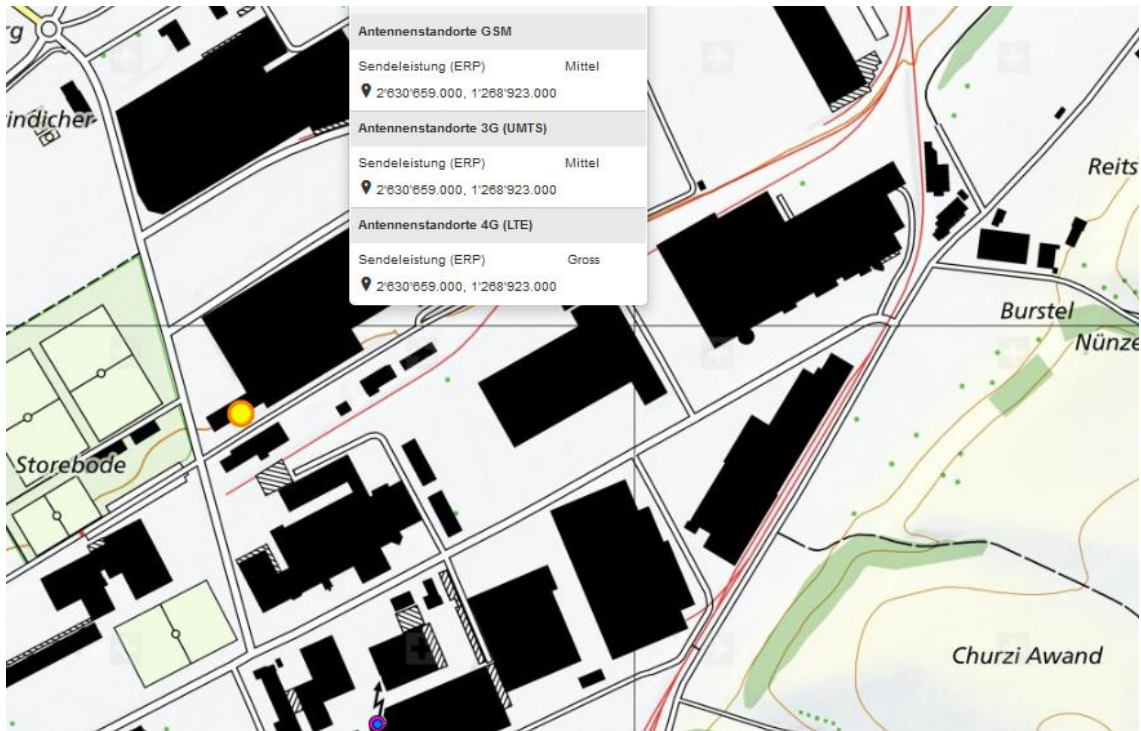 rg
Antennenstandorte GSM
Sendeleistung (ERP) Mittel
2'630'659.000, 1'268'923.000
indicher
Antennenstandorte 3G (UMTS)
Sendeleistung (ERP) Mittel
2'630'659.000, 1'268'923.000
Reits
Antennenstandorte 4G (LTE)
Sendeleistung (ERP) Gross
2'630'659.000, 1'268'923.000
Burstel
Nünze
Storebode
Churzi Awand